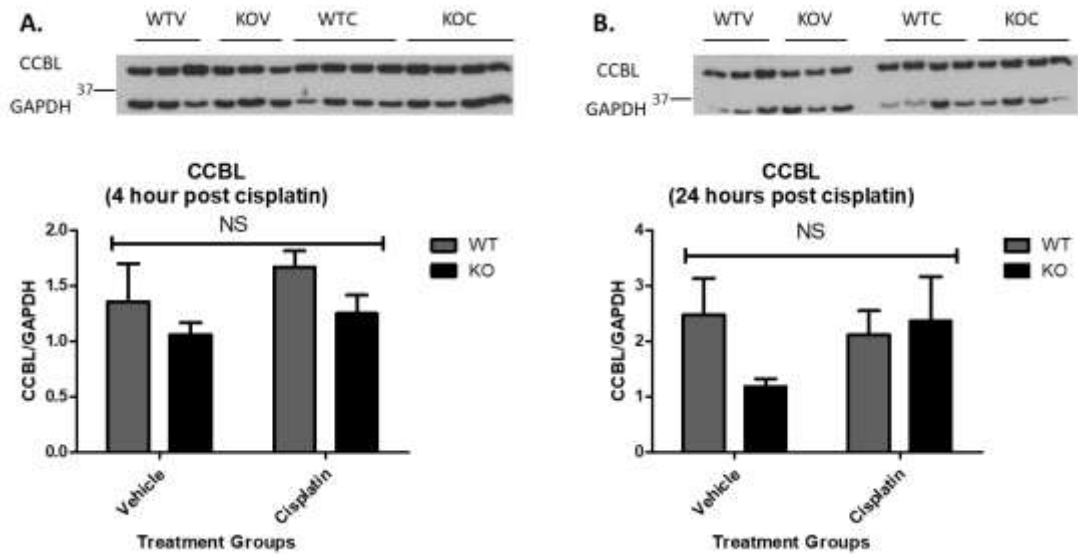 A.
WTV KOV WTC KOC
CCBL
37
GAPDH
CCBL
(4 hour post cisplatin)
NS
WT
KO
2.0
1.5
1.0
0.5
0.0
CCBL/GAPDH
Vehicle
Cisplatin
Treatment Groups
B.
WTV KOV WTC KOC
CCBL
37
GAPDH
CCBL
(24 hours post cisplatin)
NS
WT
KO
4
3
2
1
0
CCBL/GAPDH
Vehicle
Cisplatin
Treatment Groups